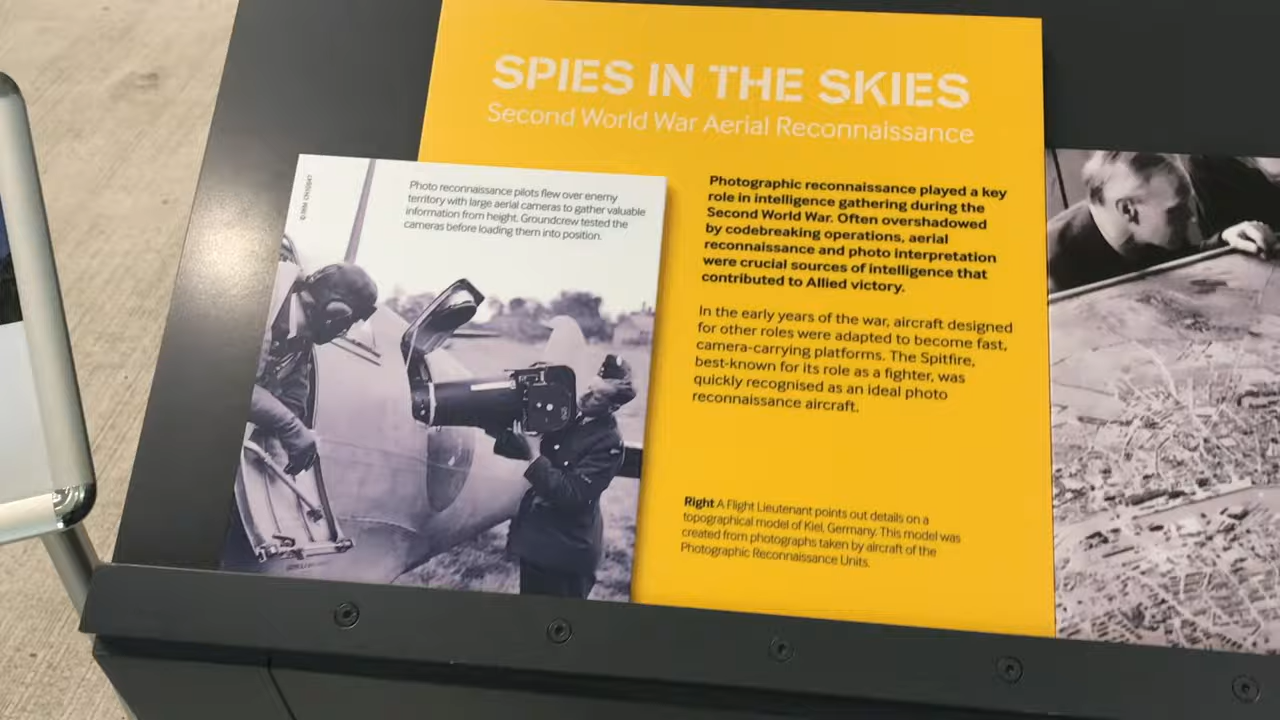 SPIES IN THE SKIES
Second World War Aerial Reconnaissance
Photo reconnaissance pilots flew over enemy
territory with large aerial cameras to gather valuable
information from height. Groundcrew tested the
cameras before loading them into position.
Photographic reconnaissance played a key
role in intelligence gathering during the
Second World War. Often overshadowed
by codebreaking operations, aerial
reconnaissance and photo interpretation
were crucial sources of intelligence that
contributed to Allied victory.
In the early years of the war, aircraft designed
for other roles were adapted to become fast,
camera-carrying platforms. The Spitfire,
best-known for its role as a fighter, was
quickly recognised as an ideal photo
reconnaissance aircraft.
Right A Flight Lieutenant points out details on a
topographical model of Kiel, Germany. This model was
created from photographs taken by aircraft of the
Photographic Reconnaissance Units.